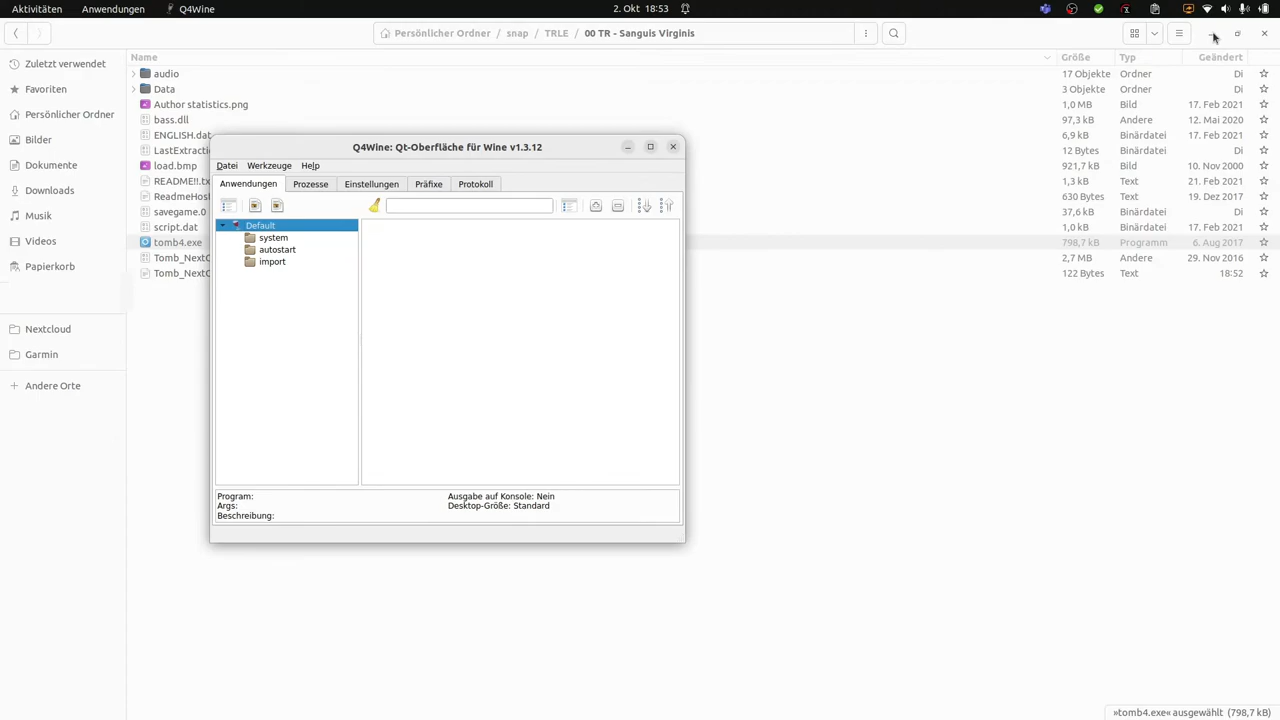 Aktivitäten Anwendungen Q4Wine 2. Okt 18:53
Persönlicher Ordner snap TRLE 00 TR - Sanguis Virginis
Name Größe Typ Geändert
Zuletzt verwendet
Favoriten
Persönlicher Ordner
Bilder
Dokumente
Downloads
Musik
Videos
Papierkorb
Nextcloud
Garmin
+ Andere Orte
audio 17 Objekte Ordner Di
Data 3 Objekte Ordner Di
Author statistics.png 1,0 MB Bild 17. Feb 2021
bass.dll 97,3 kB Andere 12. Mai 2020
ENGLISH.dat 6,9 kB Binärdatei 17. Feb 2021
LastExtracti 12 Bytes Binärdatei Di
load.bmp 921,7 kB Bild 10. Nov 2000
README!!.tx 1,3 kB Text 21. Feb 2021
ReadmeHost 630 Bytes Text 19. Dez 2017
savegame.0 37,6 kB Binärdatei Di
script.dat 1,0 kB Binärdatei 17. Feb 2021
tomb4.exe 798,7 kB Programm 6. Aug 2017
Tomb_NextG 2,7 MB Andere 29. Nov 2016
Tomb_NextG 122 Bytes Text 18:52
Q4Wine: Qt-Oberfläche für Wine v1.3.12
Datei Werkzeuge Help
Anwendungen Prozesse Einstellungen Präfixe Protokoll
Default
system
autostart
import
Program: Ausgabe auf Konsole: Nein
Args: Desktop-Größe: Standard
Beschreibung:
»tomb4.exe« ausgewählt (798,7 kB)